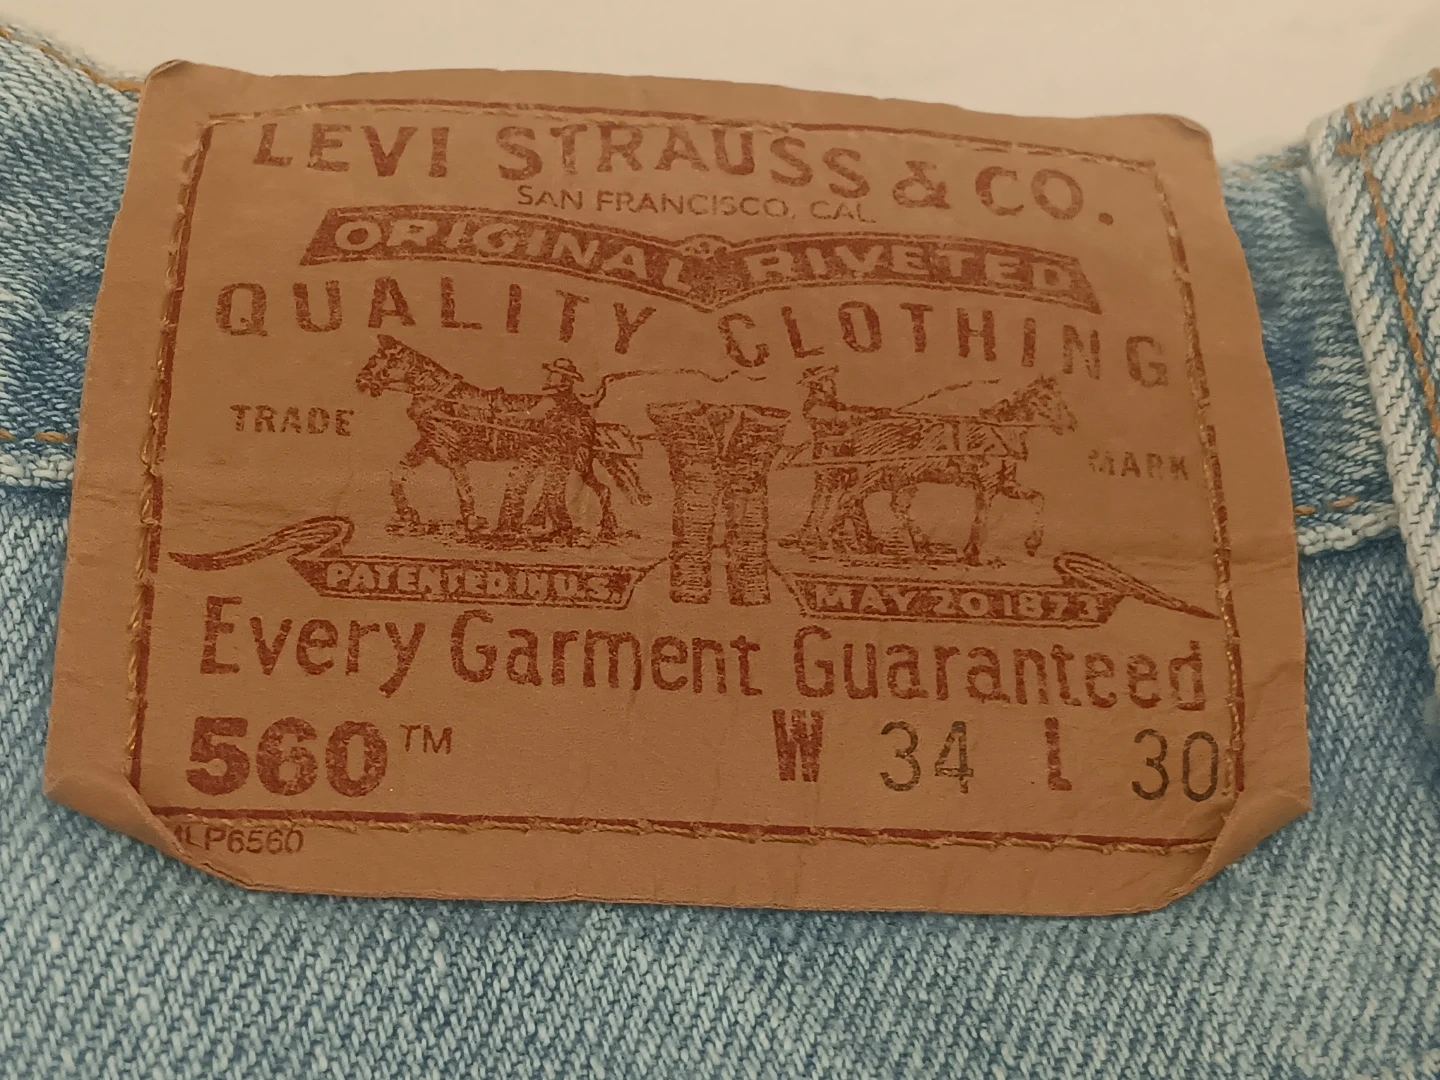 LEVI STRAUSS & CO.
SAN FRANCISCO, CAL.
ORIGINAL RIVETED
QUALITY CLOTHING
TRADE MARK
PATENTED IN U.S. MAY 20 1873
Every Garment Guaranteed
560™ W 34 L 30
LP6560